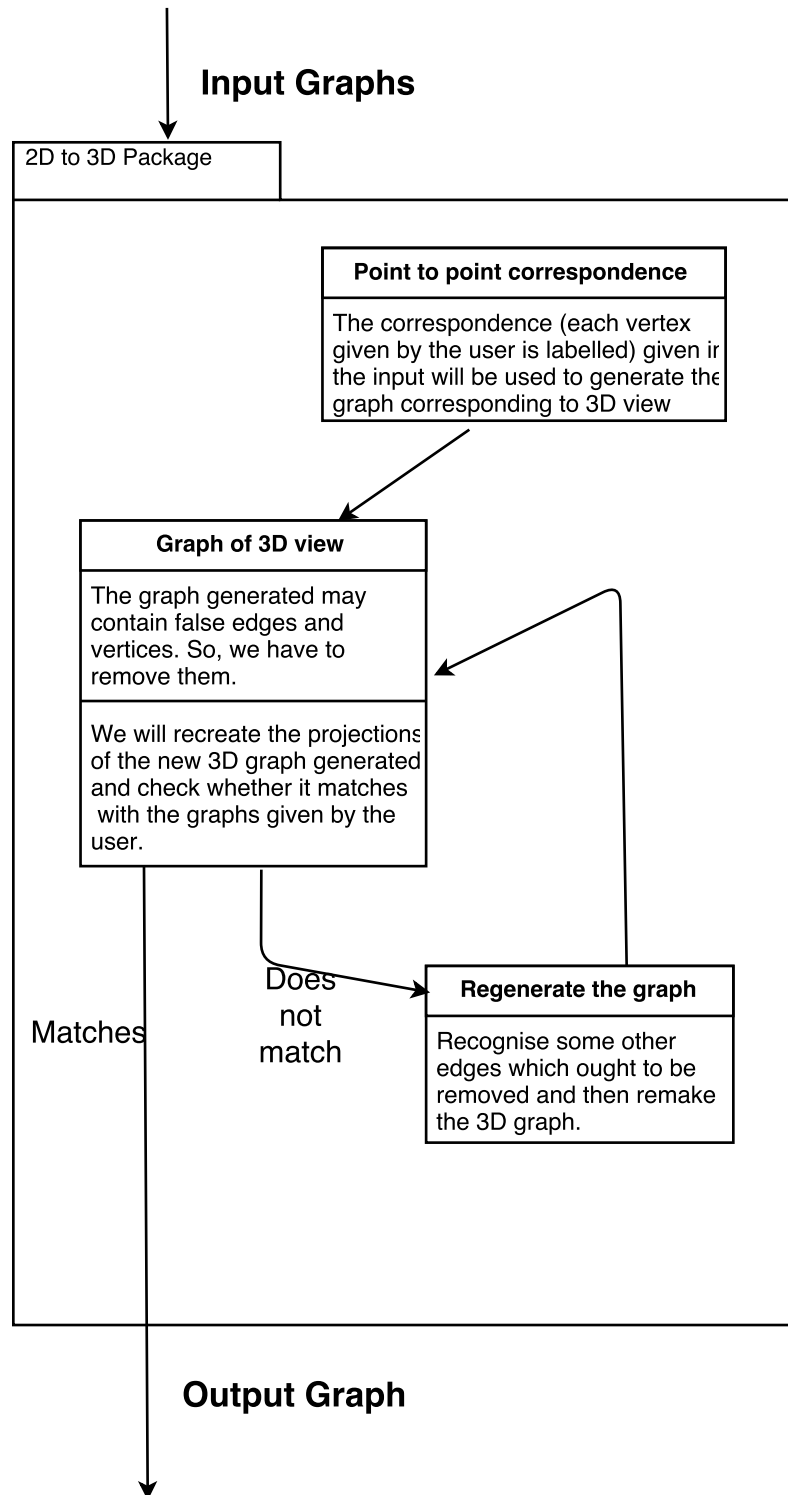 Input Graphs
2D to 3D Package
Point to point correspondence
The correspondence (each vertex
given by the user is labelled) given in
the input will be used to generate the
graph corresponding to 3D view
Graph of 3D view
The graph generated may
contain false edges and
vertices. So, we have to
remove them.
We will recreate the projections
of the new 3D graph generated
and check whether it matches
with the graphs given by the
user.
Does
not
match
Matches
Regenerate the graph
Recognise some other
edges which ought to be
removed and then remake
the 3D graph.
Output Graph